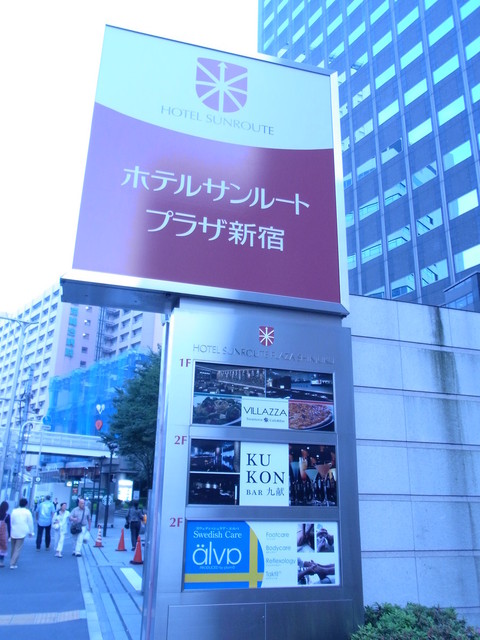 HOTEL SUNROUTE
ホテルサンルート
プラザ新宿
HOTEL SUNROUTE PLAZA SHINJUKU
1F
VILLAZZA
2F
KU
KON
BAR 九献
2F
Swedish Care
älva
Footcare
Bodycare
Reflexology